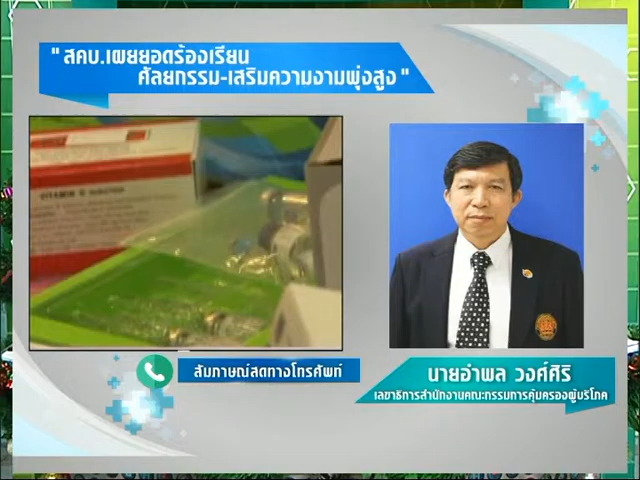 " สคบ.เผยยอดร้องเรียน
ศัลยกรรม-เสริมความงามพุ่งสูง "
สัมภาษณ์สดทางโทรศัพท์
นายอำพล วงศ์ศิริ
เลขาธิการสำนักงานคณะกรรมการคุ้มครองผู้บริโภค